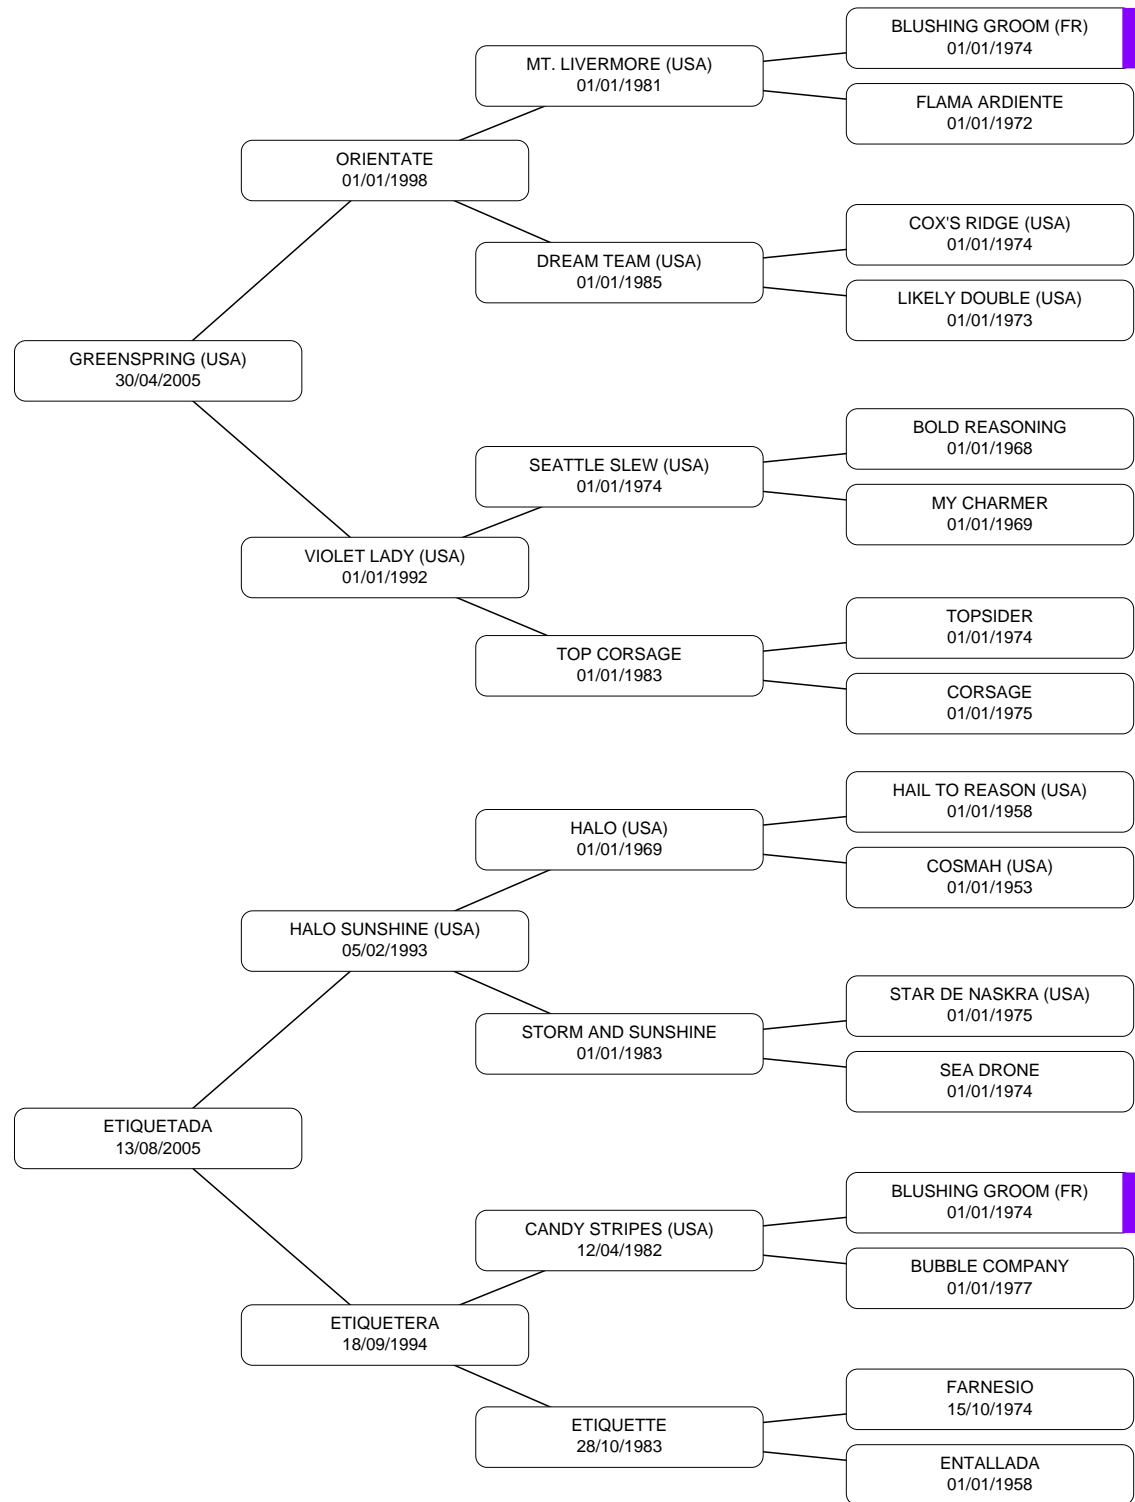 BLUSHING GROOM (FR)
01/01/1974
MT. LIVERMORE (USA)
01/01/1981
FLAMA ARDIENTE
01/01/1972
ORIENTATE
01/01/1998
COX'S RIDGE (USA)
01/01/1974
DREAM TEAM (USA)
01/01/1985
LIKELY DOUBLE (USA)
01/01/1973
GREENSPRING (USA)
30/04/2005
BOLD REASONING
01/01/1968
SEATTLE SLEW (USA)
01/01/1974
MY CHARMER
01/01/1969
VIOLET LADY (USA)
01/01/1992
TOPSIDER
01/01/1974
TOP CORSAGE
01/01/1983
CORSAGE
01/01/1975
HAIL TO REASON (USA)
01/01/1958
HALO (USA)
01/01/1969
COSMAH (USA)
01/01/1953
HALO SUNSHINE (USA)
05/02/1993
STAR DE NASKRA (USA)
01/01/1975
STORM AND SUNSHINE
01/01/1983
SEA DRONE
01/01/1974
ETIQUETADA
13/08/2005
BLUSHING GROOM (FR)
01/01/1974
CANDY STRIPES (USA)
12/04/1982
BUBBLE COMPANY
01/01/1977
ETIQUETERA
18/09/1994
FARNESIO
15/10/1974
ETIQUETTE
28/10/1983
ENTALLADA
01/01/1958